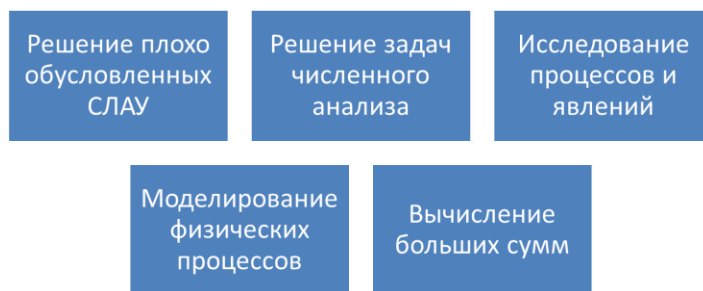 Решение плохо
обусловленных
СЛАУ
Решение задач
численного
анализа
Исследование
процессов и
явлений
Моделирование
физических
процессов
Вычисление
больших сумм